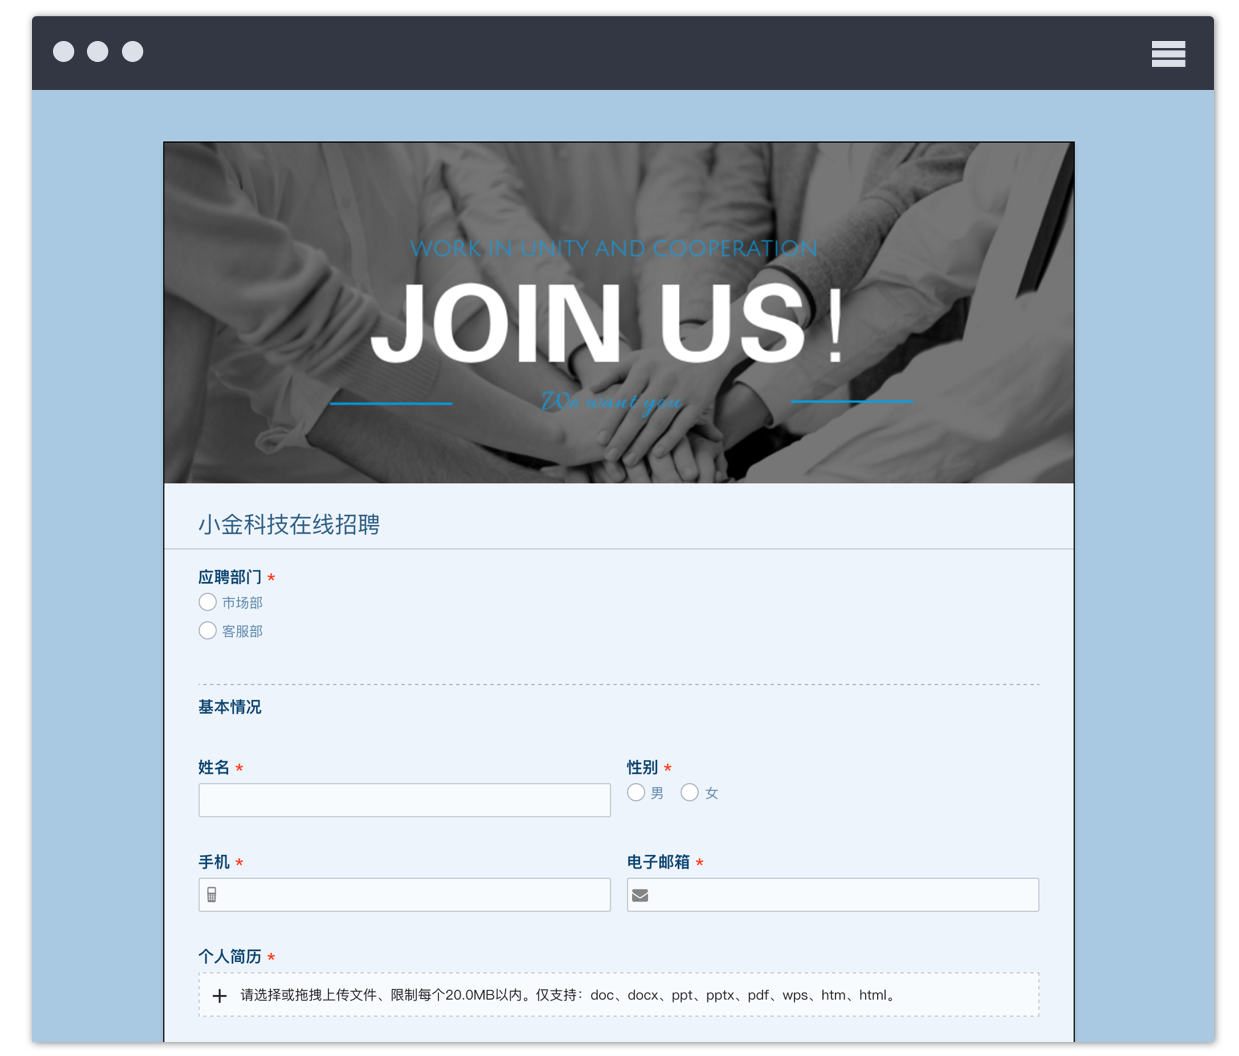 WORK IN UNITY AND COOPERATION
JOIN US!
We want you
小金科技在线招聘
应聘部门 *
市场部
客服部
基本情况
姓名 *
性别 *
男 女
手机 *
电子邮箱 *
个人简历 *
+ 请选择或拖拽上传文件、限制每个20.0MB以内。仅支持：doc、docx、ppt、pptx、pdf、wps、htm、html。